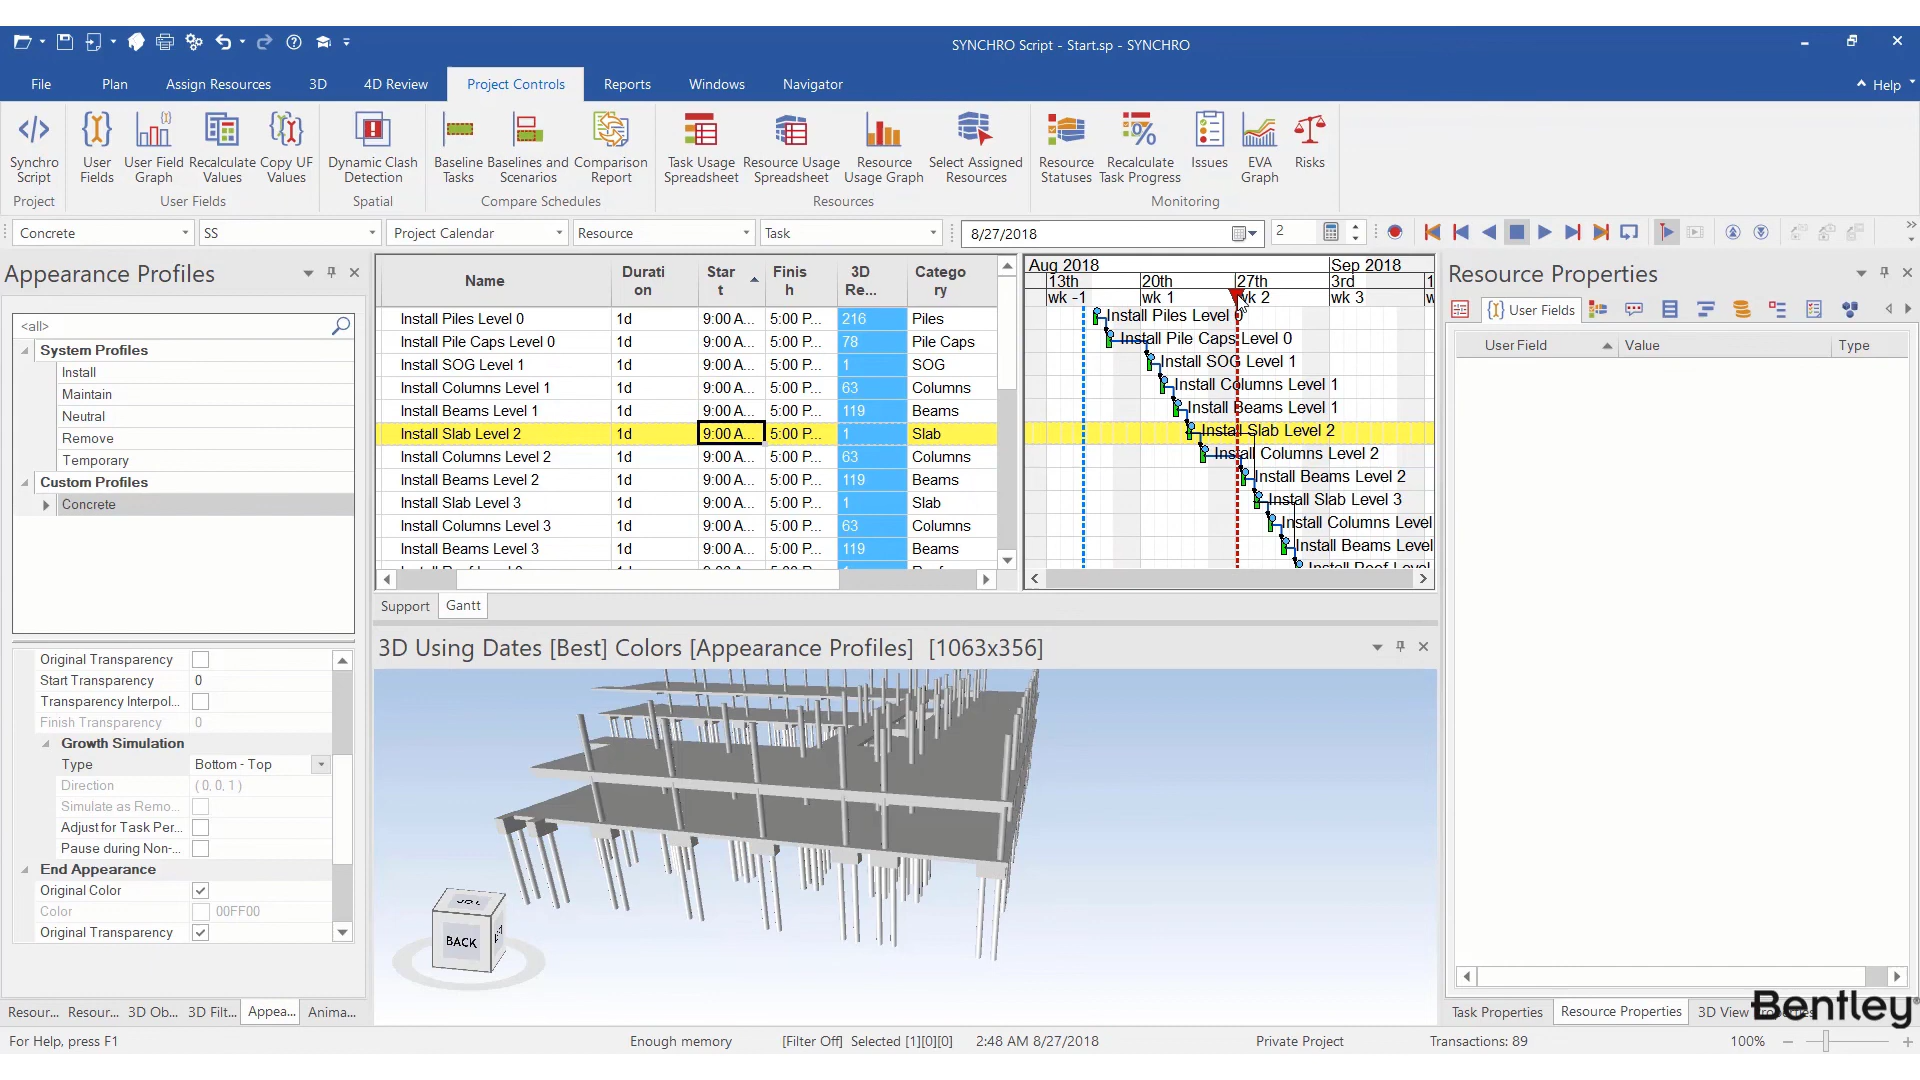 SYNCHRO Script - Start.sp - SYNCHRO
File Plan Assign Resources 3D 4D Review Project Controls Reports Windows Navigator Help
Synchro Script
User Fields
User Field Graph
Recalculate Values
Copy UF Values
Dynamic Clash Detection
Baseline Tasks
Baselines and Scenarios
Comparison Report
Task Usage Spreadsheet
Resource Usage Spreadsheet
Resource Usage Graph
Select Assigned Resources
Resource Statuses
Recalculate Task Progress
Issues
EVA Graph
Risks
Project User Fields Spatial Compare Schedules Resources Monitoring
Concrete SS Project Calendar Resource Task 8/27/2018 2
Appearance Profiles
<all>
System Profiles
Install
Maintain
Neutral
Remove
Temporary
Custom Profiles
Concrete
Original Transparency
Start Transparency 0
Transparency Interpol...
Finish Transparency 0
Growth Simulation
Type Bottom - Top
Direction ( 0, 0, 1 )
Simulate as Remo...
Adjust for Task Per...
Pause during Non-...
End Appearance
Original Color
Color 00FF00
Original Transparency
Resour... Resour... 3D Ob... 3D Filt... Appea... Anima...
Name Durati on Star t Finis h 3D Re... Catego ry
Install Piles Level 0 1d 9:00 A... 5:00 P... 216 Piles
Install Pile Caps Level 0 1d 9:00 A... 5:00 P... 78 Pile Caps
Install SOG Level 1 1d 9:00 A... 5:00 P... 1 SOG
Install Columns Level 1 1d 9:00 A... 5:00 P... 63 Columns
Install Beams Level 1 1d 9:00 A... 5:00 P... 119 Beams
Install Slab Level 2 1d 9:00 A... 5:00 P... 1 Slab
Install Columns Level 2 1d 9:00 A... 5:00 P... 63 Columns
Install Beams Level 2 1d 9:00 A... 5:00 P... 119 Beams
Install Slab Level 3 1d 9:00 A... 5:00 P... 1 Slab
Install Columns Level 3 1d 9:00 A... 5:00 P... 63 Columns
Install Beams Level 3 1d 9:00 A... 5:00 P... 119 Beams
Support Gantt
Aug 2018 Sep 2018
13th 20th 27th 3rd 1
wk -1 wk 1 wk 2 wk 3 w
Install Piles Level 0
Install Pile Caps Level 0
Install SOG Level 1
Install Columns Level 1
Install Beams Level 1
Install Slab Level 2
Install Columns Level 2
Install Beams Level 2
Install Slab Level 3
Install Columns Level
Install Beams Level
Install Roof Level
3D Using Dates [Best] Colors [Appearance Profiles] [1063x356]
BACK
Resource Properties
User Fields
User Field Value Type
Task Properties Resource Properties 3D View
Bentley
For Help, press F1 Enough memory [Filter Off] Selected [1][0][0] 2:48 AM 8/27/2018 Private Project Transactions: 89 100%